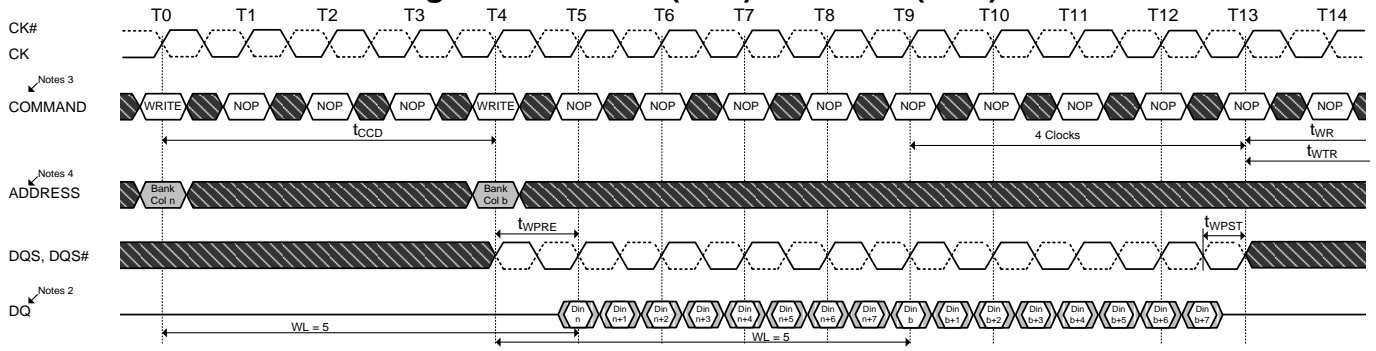 T0 T1 T2 T3 T4 T5 T6 T7 T8 T9 T10 T11 T12 T13 T14
CK#
CK
Notes 3
COMMAND
WRITE NOP NOP NOP WRITE NOP NOP NOP NOP NOP NOP NOP NOP NOP NOP
tCCD
4 Clocks
tWR
tWTR
Notes 4
ADDRESS
Bank Col n
Bank Col b
tWPRE
tWPST
DQS, DQS#
Notes 2
DQ
Din n Din n+1 Din n+2 Din n+3 Din n+4 Din n+5 Din n+6 Din n+7 Din b Din b+1 Din b+2 Din b+3 Din b+4 Din b+5 Din b+6 Din b+7
WL = 5
WL = 5